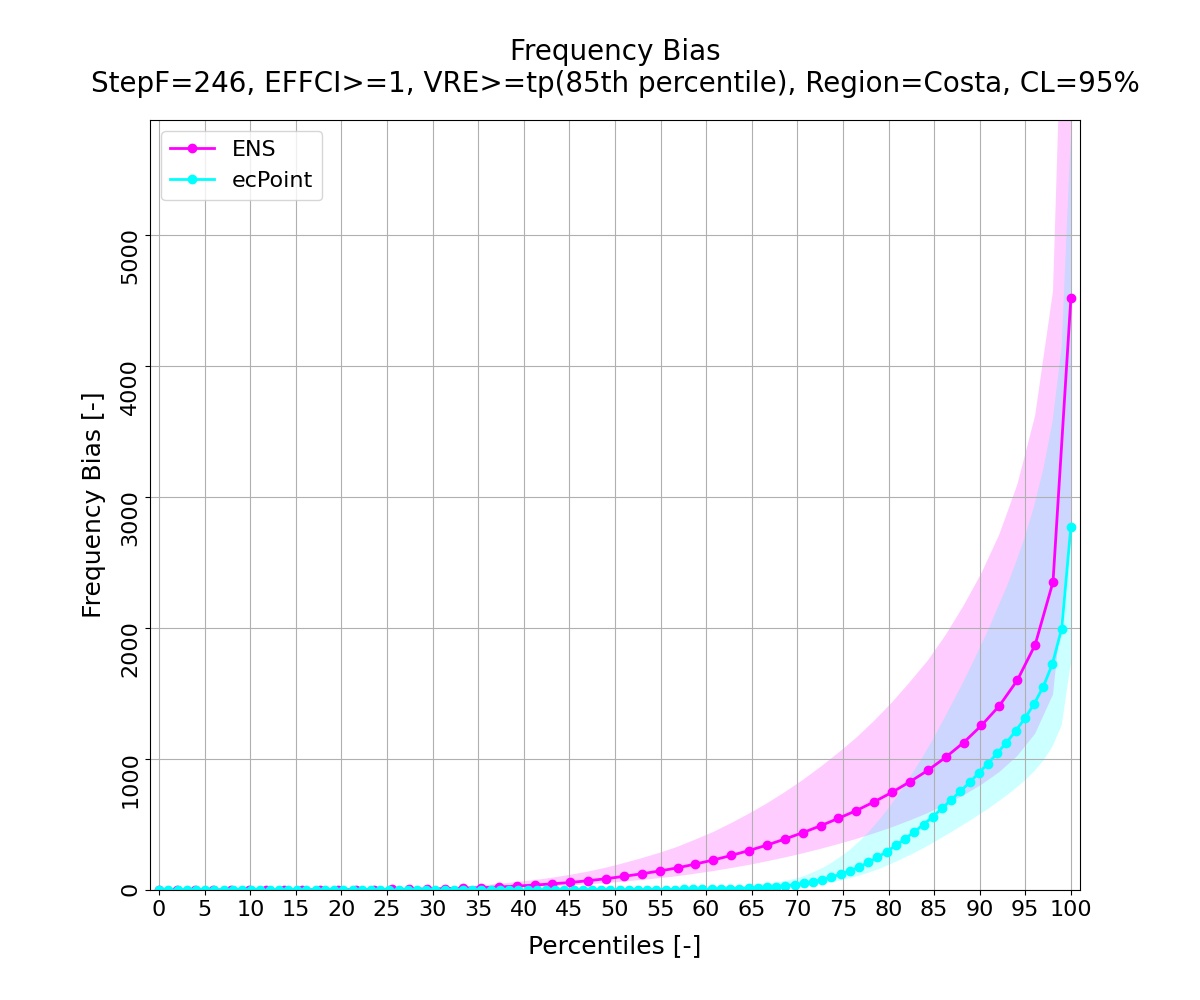 Frequency Bias
StepF=246, EFFCI>=1, VRE>=tp(85th percentile), Region=Costa, CL=95%
ENS
ecPoint
Frequency Bias [-]
5000
4000
3000
2000
1000
0
0 5 10 15 20 25 30 35 40 45 50 55 60 65 70 75 80 85 90 95 100
Percentiles [-]